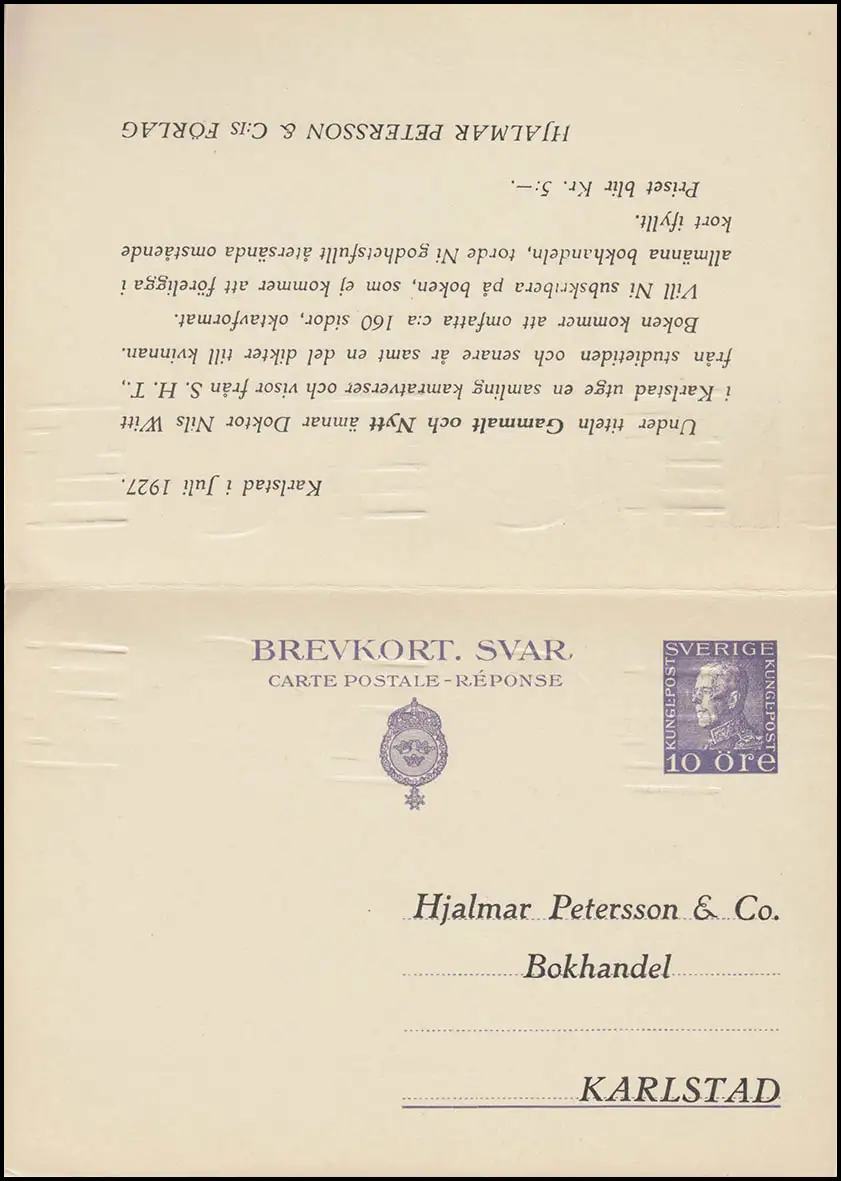 Karlstad i Juli 1927.
Under titeln Gammalt och Nytt ämnar Doktor Nils Witt
i Karlstad utge en samling kamratverser och visor från S. H. T.,
från studietiden och senare år samt en del dikter till kvinnan.
Boken kommer att omfatta c:a 160 sidor, oktavformat.
Vill Ni subskribera på boken, som ej kommer att föreligga i
allmänna bokhandeln, torde Ni godhetsfullt återsända omstående
kort ifyllt.
Priset blir Kr. 5:—.
HJALMAR PETERSSON & C:IS FÖRLAG
BREVKORT. SVAR
CARTE POSTALE-RÉPONSE
SVERIGE
KUNGL·POST
KUNGL·POST
10 öre
Hjalmar Petersson & Co.
Bokhandel
KARLSTAD